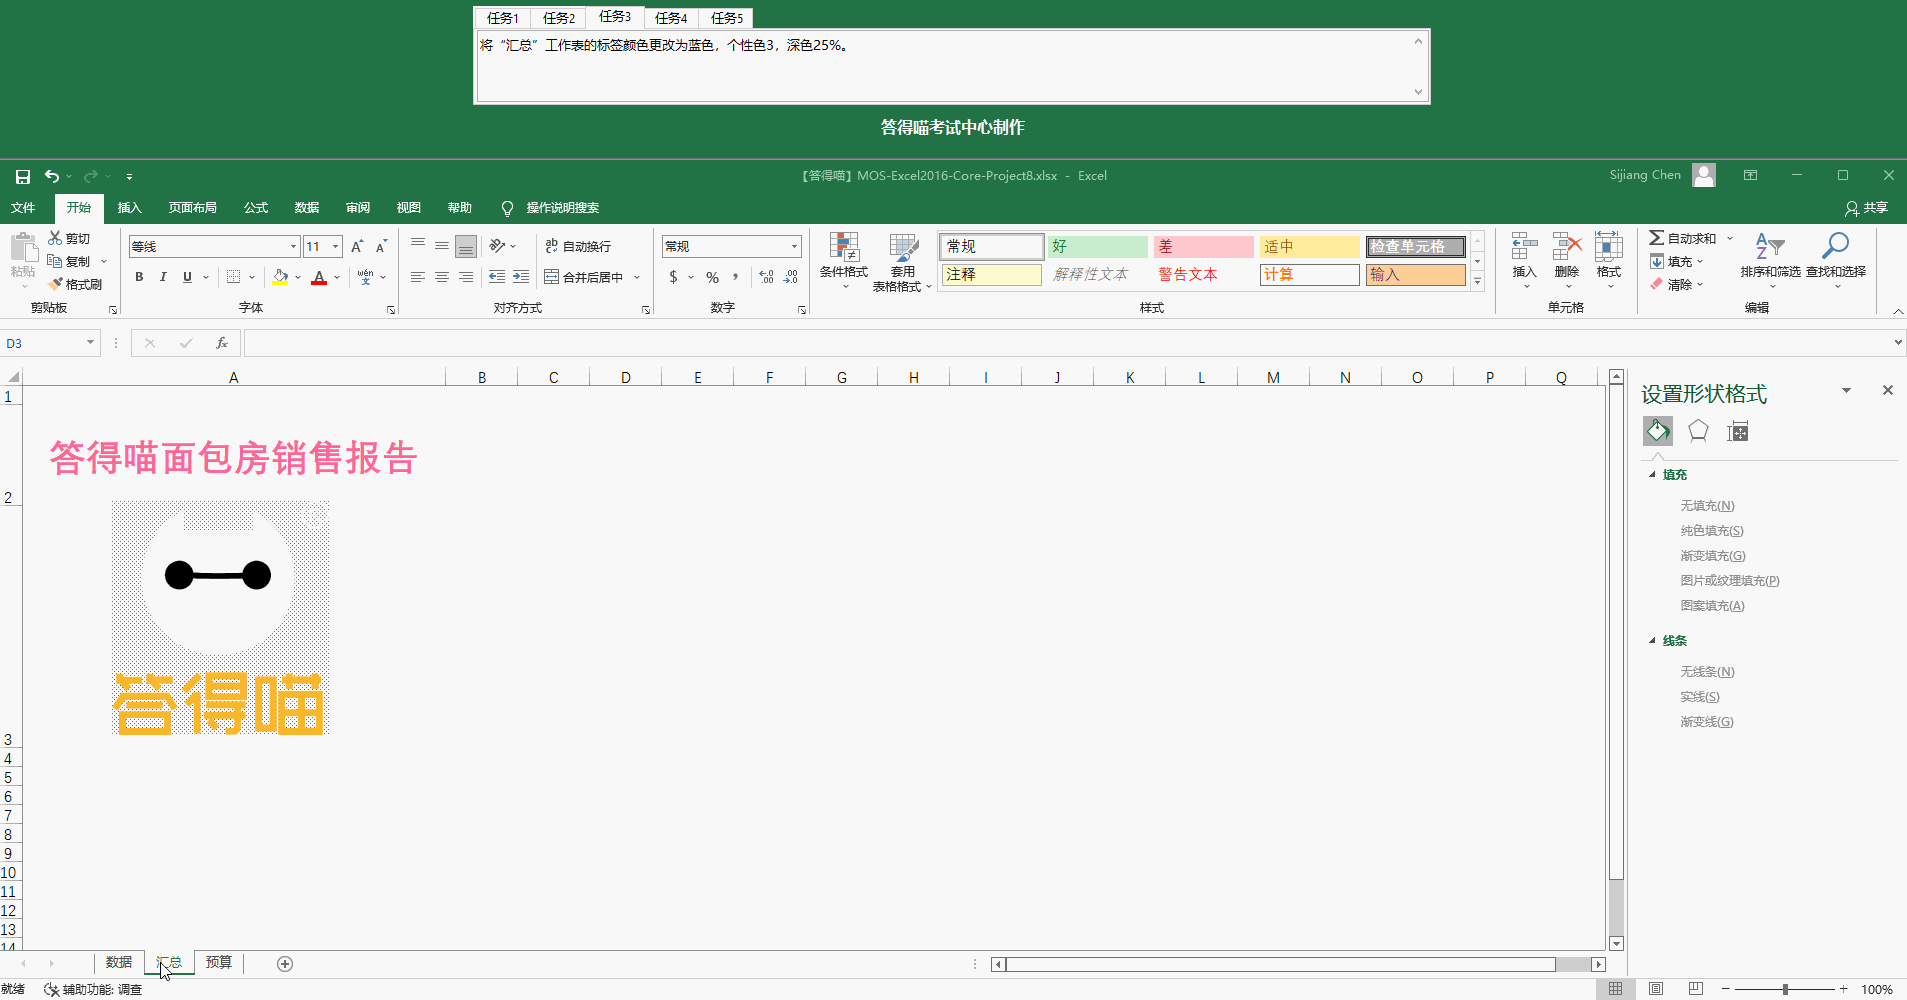 任务1 任务2 任务3 任务4 任务5
将“汇总”工作表的标签颜色更改为蓝色，个性色3，深色25%。
答得喵考试中心制作
【答得喵】MOS-Excel2016-Core-Project8.xlsx - Excel
Sijiang Chen
文件 开始 插入 页面布局 公式 数据 审阅 视图 帮助 操作说明搜索 共享
粘贴 剪切 复制 格式刷 剪贴板
等线 11 B I U A wén 文 字体
自动换行 合并后居中 对齐方式
常规 $ % 数字
条件格式 套用 表格格式
常规 好 差 适中 检查单元格
注释 解释性文本 警告文本 计算 输入
样式
插入 删除 格式 单元格
自动求和 填充 清除 排序和筛选 查找和选择 编辑
D3 fx
A B C D E F G H I J K L M N O P Q
1
答得喵面包房销售报告
2
答得喵
3
4
5
6
7
8
9
10
11
12
13
14
设置形状格式
填充
无填充(N)
纯色填充(S)
渐变填充(G)
图片或纹理填充(P)
图案填充(A)
线条
无线条(N)
实线(S)
渐变线(G)
数据 汇总 预算
就绪 辅助功能: 调查 100%